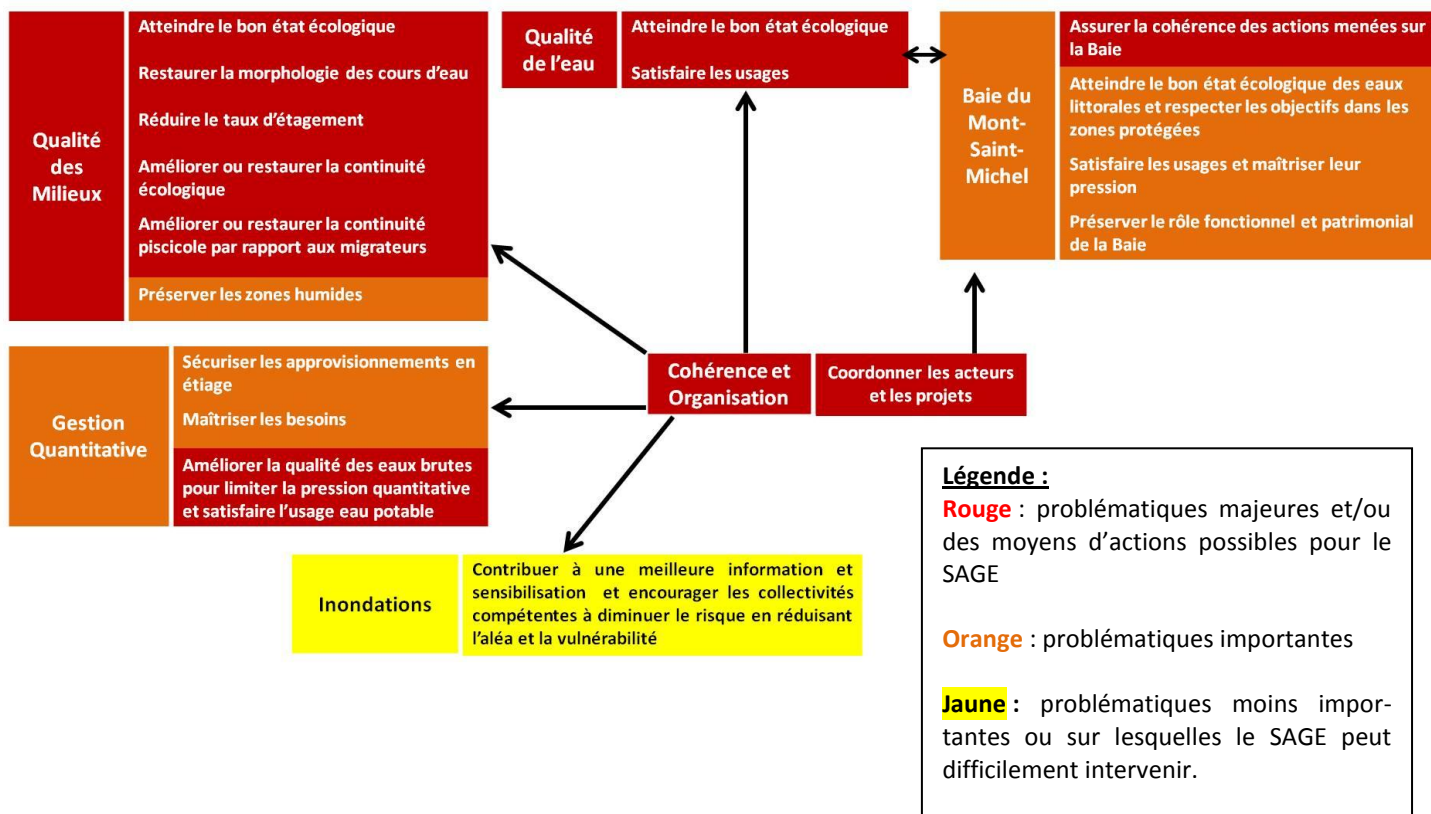 Qualité
des
Milieux
Atteindre le bon état écologique
Restaurer la morphologie des cours d'eau
Réduire le taux d'étagement
Améliorer ou restaurer la continuité
écologique
Améliorer ou restaurer la continuité
piscicole par rapport aux migrateurs
Préserver les zones humides
Qualité
de l'eau
Atteindre le bon état écologique
Satisfaire les usages
Baie du
Mont-
Saint-
Michel
Assurer la cohérence des actions menées sur
la Baie
Atteindre le bon état écologique des eaux
littorales et respecter les objectifs dans les
zones protégées
Satisfaire les usages et maîtriser leur
pression
Préserver le rôle fonctionnel et patrimonial
de la Baie
Gestion
Quantitative
Sécuriser les approvisionnements en
étiage
Maîtriser les besoins
Améliorer la qualité des eaux brutes
pour limiter la pression quantitative
et satisfaire l'usage eau potable
Cohérence et
Organisation
Coordonner les acteurs
et les projets
Inondations
Contribuer à une meilleure information et
sensibilisation et encourager les collectivités
compétentes à diminuer le risque en réduisant
l'aléa et la vulnérabilité
Légende :
Rouge : problématiques majeures et/ou
des moyens d'actions possibles pour le
SAGE
Orange : problématiques importantes
Jaune : problématiques moins impor-
tantes ou sur lesquelles le SAGE peut
difficilement intervenir.